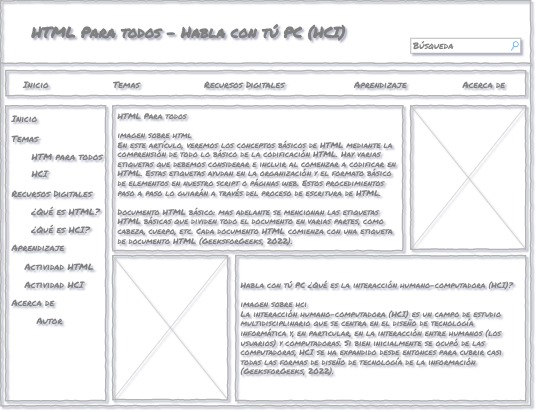 HTML Para todos - Habla con tú PC (HCI)
Búsqueda
Inicio Temas Recursos Digitales Aprendizaje Acerca de
Inicio
Temas
HTM para todos
HCI
Recursos Digitales
¿Qué es HTML?
¿Qué es HCI?
Aprendizaje
Actividad HTML
Actividad HCI
Acerca de
Autor
HTML Para todos
imagen sobre html
En este artículo, veremos los conceptos básicos de HTML mediante la
comprensión de todo lo básico de la codificación HTML. Hay varias
etiquetas que debemos considerar e incluir al comenzar a codificar en
HTML. Estas etiquetas ayudan en la organización y el formato básico
de elementos en nuestro script o páginas web. Estos procedimientos
paso a paso lo guiarán a través del proceso de escritura de HTML.
Documento HTML básico: mas adelante se mencionan las etiquetas
HTML básicas que dividen todo el documento en varias partes, como
cabeza, cuerpo, etc. Cada documento HTML comienza con una etiqueta
de documento HTML (GeeksforGeeks, 2022).
Habla con tú PC ¿Qué es la interacción humano-computadora (HCI)?
imagen sobre hci
La interacción humano-computadora (HCI) es un campo de estudio
multidisciplinario que se centra en el diseño de tecnología
informática y, en particular, en la interacción entre humanos (los
usuarios) y computadoras. Si bien inicialmente se ocupó de las
computadoras, HCI se ha expandido desde entonces para cubrir casi
todas las formas de diseño de tecnología de la información
(GeeksforGeeks, 2022).